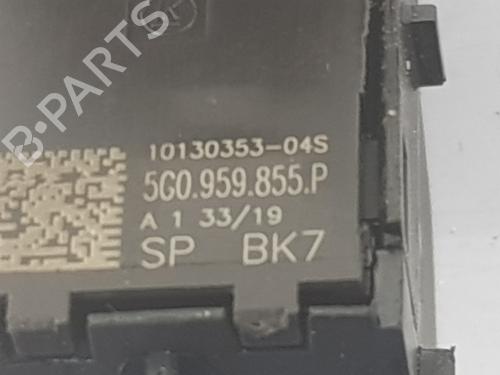 10130353-04S
5G0.959.855.P
A 1 33/19
SP BK7
B-PARTS